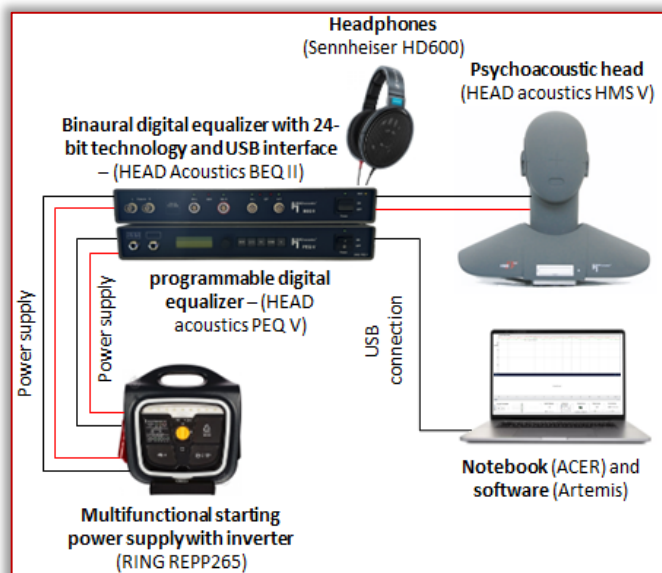 Headphones
(Sennheiser HD600)
Psychoacoustic head
(HEAD acoustics HMS V)
Binaural digital equalizer with 24-
bit technology and USB interface
– (HEAD Acoustics BEQ II)
programmable digital
equalizer – (HEAD
acoustics PEQ V)
Power supply
Power supply
USB
connection
Notebook (ACER) and
software (Artemis)
Multifunctional starting
power supply with inverter
(RING REPP265)